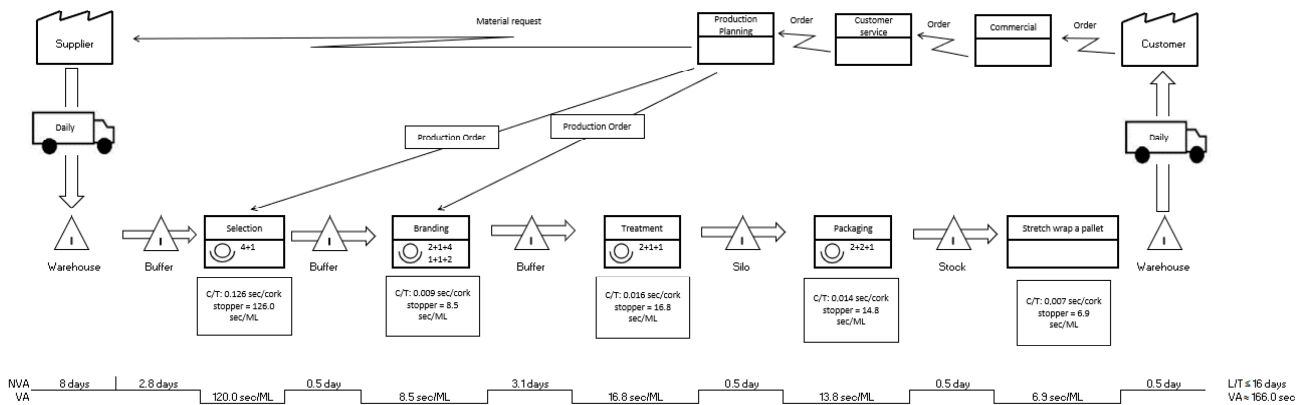 Material request
Production
Planning
Order
Customer
service
Order
Commercial
Order
Supplier
Customer
Daily
Production Order
Production Order
Daily
I
I
Selection
4+1
I
Branding
2+1+4
1+1+2
I
Treatment
2+1+1
I
Packaging
2+2+1
I
Stretch wrap a pallet
I
Warehouse
Buffer
Buffer
Buffer
Silo
Stock
Warehouse
C/T: 0.126 sec/cork
stopper = 126.0
sec/ML
C/T: 0.009 sec/cork
stopper = 8.5
sec/ML
C/T: 0.016 sec/cork
stopper = 16.8
sec/ML
C/T: 0,014 sec/cork
stopper = 14.8
sec/ML
C/T: 0,007 sec/cork
stopper = 6.9
sec/ML
NVA 8 days 2.8 days 0.5 day 3.1 days 0.5 day 0.5 day 0.5 day L/T ≤ 16 days
VA 120.0 sec/ML 8.5 sec/ML 16.8 sec/ML 13.8 sec/ML 6.9 sec/ML VA ≈ 166.0 sec